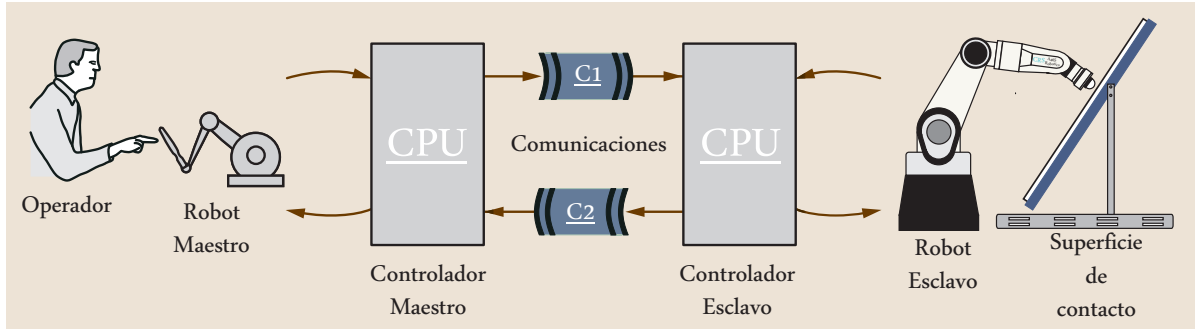 C1
CPU
CPU
Comunicaciones
C2
Operador
Robot
Maestro
Controlador
Maestro
Controlador
Esclavo
Robot
Esclavo
Superficie
de
contacto